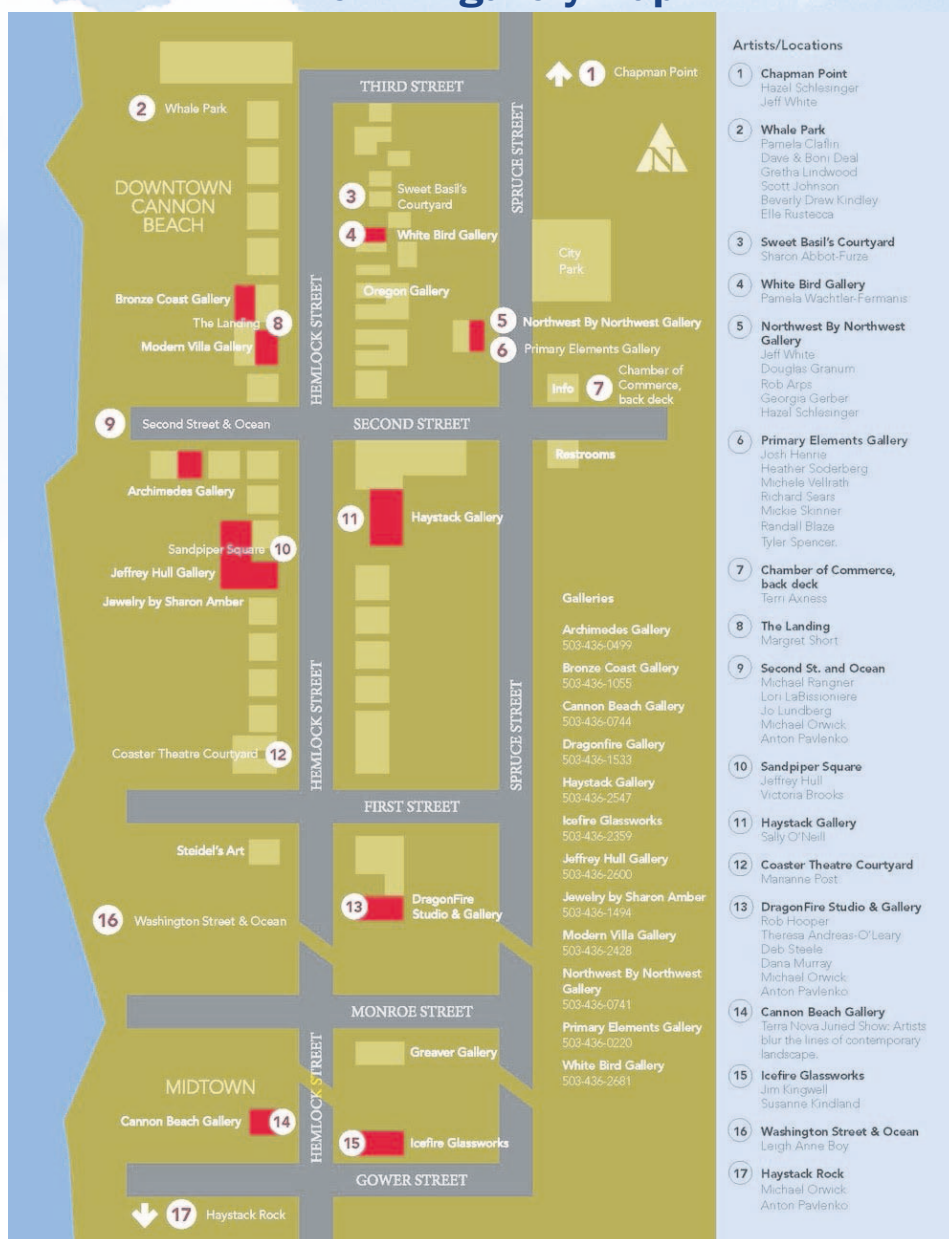 THIRD STREET
1 Chapman Point
2 Whale Park
SPRUCE STREET
N
DOWNTOWN
CANNON
BEACH
3 Sweet Basil's
Courtyard
4 White Bird Gallery
City
Park
HEMLOCK STREET
Oregon Gallery
Bronze Coast Gallery
The Landing 8
Modern Villa Gallery
5 Northwest By Northwest Gallery
6 Primary Elements Gallery
Info 7 Chamber of
Commerce,
back deck
9 Second Street & Ocean
SECOND STREET
Restrooms
Archimedes Gallery
11 Haystack Gallery
Sandpiper Square 10
Jeffrey Hull Gallery
Jewelry by Sharon Amber
HEMLOCK STREET
SPRUCE STREET
Coaster Theatre Courtyard 12
FIRST STREET
Steidel's Art
13 DragonFire
Studio & Gallery
16 Washington Street & Ocean
MONROE STREET
Greaver Gallery
HEMLOCK STREET
MIDTOWN
Cannon Beach Gallery 14
15 Icefire Glassworks
GOWER STREET
17 Haystack Rock
Galleries
Archimedes Gallery
503-436-0499
Bronze Coast Gallery
503-436-1055
Cannon Beach Gallery
503-436-0744
Dragonfire Gallery
503-436-1533
Haystack Gallery
503-436-2547
Icefire Glassworks
503-436-2359
Jeffrey Hull Gallery
503-436-2600
Jewelry by Sharon Amber
503-436-1494
Modern Villa Gallery
503-436-2428
Northwest By Northwest
Gallery
503-436-0741
Primary Elements Gallery
503-436-0220
White Bird Gallery
503-436-2681
Artists/Locations
1 Chapman Point
Hazel Schlesinger
Jeff White
2 Whale Park
Pamela Claflin
Dave & Boni Deal
Gretha Lindwood
Scott Johnson
Beverly Drew Kindley
Elle Rustecca
3 Sweet Basil's Courtyard
Sharon Abbot-Furze
4 White Bird Gallery
Pamela Wachtler-Fermanis
5 Northwest By Northwest
Gallery
Jeff White
Douglas Granum
Rob Arps
Georgia Gerber
Hazel Schlesinger
6 Primary Elements Gallery
Josh Henrie
Heather Soderberg
Michele Vellrath
Richard Sears
Mickie Skinner
Randall Blaze
Tyler Spencer.
7 Chamber of Commerce,
back deck
Terri Axness
8 The Landing
Margret Short
9 Second St. and Ocean
Michael Rangner
Lori LaBissioniere
Jo Lundberg
Michael Orwick
Anton Pavlenko
10 Sandpiper Square
Jeffrey Hull
Victoria Brooks
11 Haystack Gallery
Sally O'Neill
12 Coaster Theatre Courtyard
Marianne Post
13 DragonFire Studio & Gallery
Rob Hooper
Theresa Andreas-O'Leary
Deb Steele
Dana Murray
Michael Orwick
Anton Pavlenko
14 Cannon Beach Gallery
Terra Nova Juried Show: Artists
blur the lines of contemporary
landscape.
15 Icefire Glassworks
Jim Kingwell
Susanne Kindland
16 Washington Street & Ocean
Leigh Anne Boy
17 Haystack Rock
Michael Orwick
Anton Pavlenko